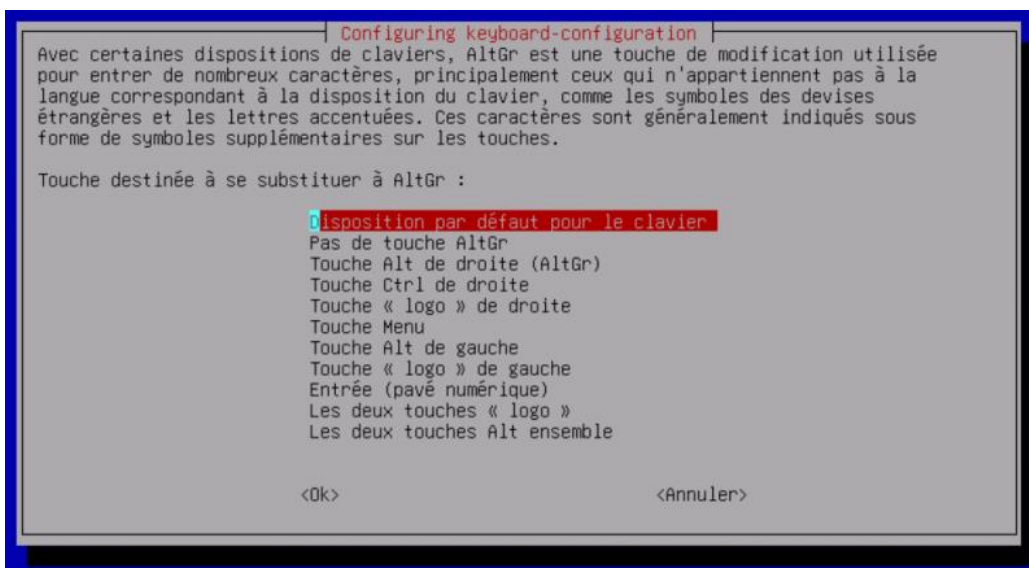 Configuring keyboard-configuration
Avec certaines dispositions de claviers, AltGr est une touche de modification utilisée
pour entrer de nombreux caractères, principalement ceux qui n'appartiennent pas à la
langue correspondant à la disposition du clavier, comme les symboles des devises
étrangères et les lettres accentuées. Ces caractères sont généralement indiqués sous
forme de symboles supplémentaires sur les touches.
Touche destinée à se substituer à AltGr :
Disposition par défaut pour le clavier
Pas de touche AltGr
Touche Alt de droite (AltGr)
Touche Ctrl de droite
Touche « logo » de droite
Touche Menu
Touche Alt de gauche
Touche « logo » de gauche
Entrée (pavé numérique)
Les deux touches « logo »
Les deux touches Alt ensemble
<Ok> <Annuler>